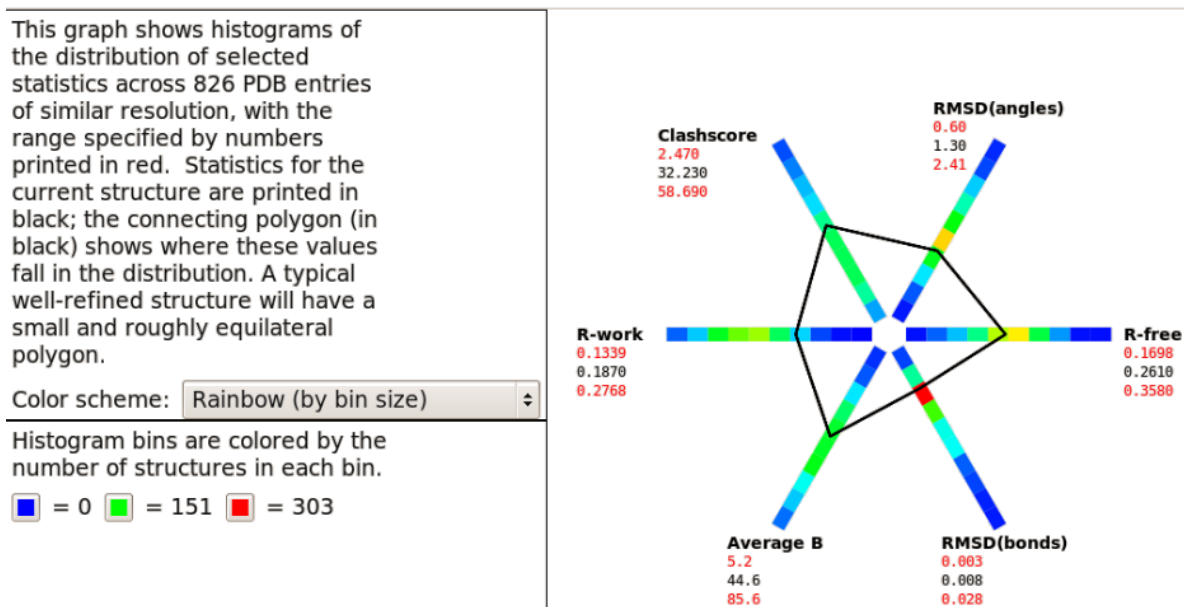 This graph shows histograms of
the distribution of selected
statistics across 826 PDB entries
of similar resolution, with the
range specified by numbers
printed in red.  Statistics for the
current structure are printed in
black; the connecting polygon (in
black) shows where these values
fall in the distribution. A typical
well-refined structure will have a
small and roughly equilateral
polygon.
Color scheme: Rainbow (by bin size)
Histogram bins are colored by the
number of structures in each bin.
= 0 = 151 = 303
RMSD(angles)
0.60
1.30
2.41
Clashscore
2.470
32.230
58.690
R-work
0.1339
0.1870
0.2768
R-free
0.1698
0.2610
0.3580
Average B
5.2
44.6
85.6
RMSD(bonds)
0.003
0.008
0.028